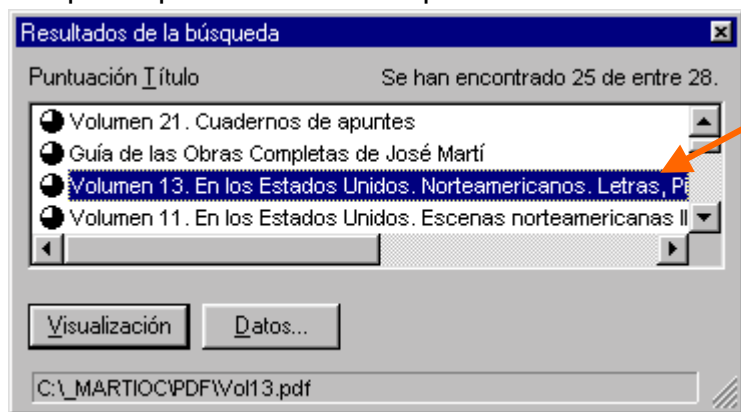 Resultados de la búsqueda
Puntuación Título Se han encontrado 25 de entre 28.
Volumen 21. Cuadernos de apuntes
Guía de las Obras Completas de José Martí
Volumen 13. En los Estados Unidos. Norteamericanos. Letras,
Volumen 11. En los Estados Unidos. Escenas norteamericanas
Visualización Datos...
C:\_MARTIOC\PDF\Vol13.pdf